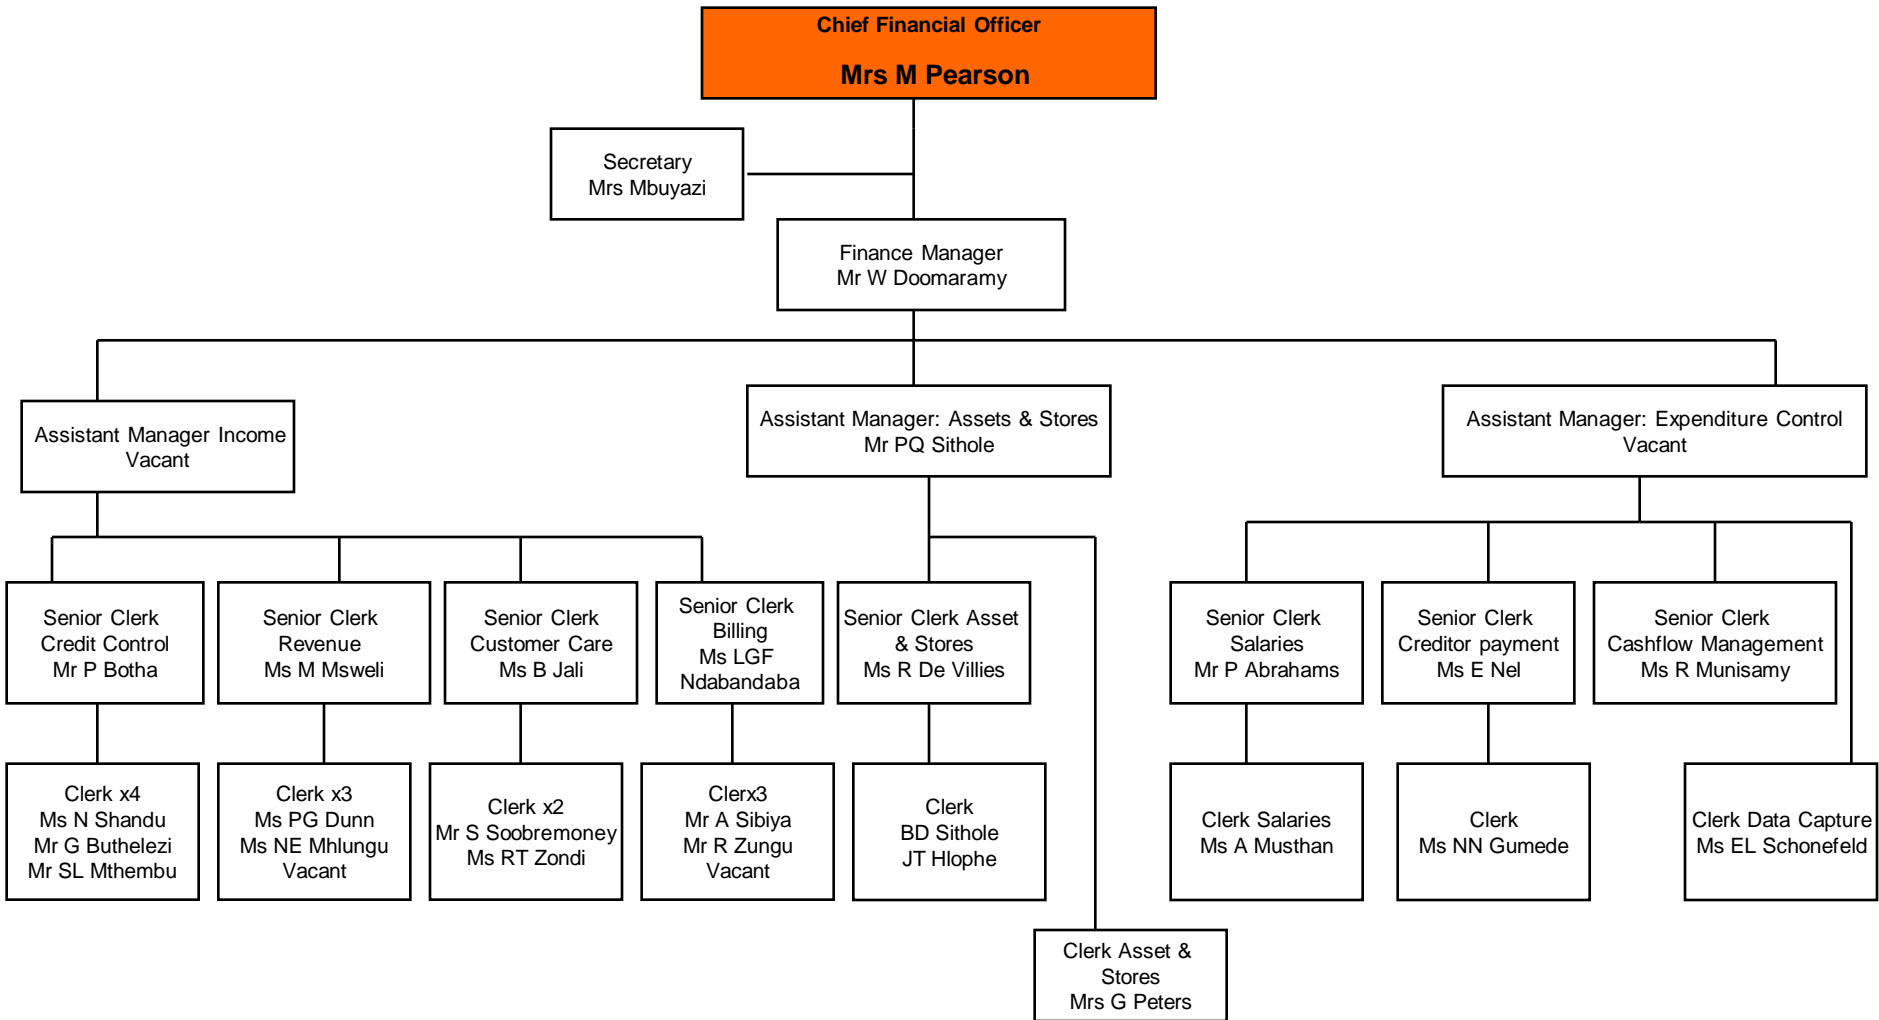 Chief Financial Officer
Mrs M Pearson
Secretary
Mrs Mbuyazi
Finance Manager
Mr W Doomaramy
Assistant Manager Income
Vacant
Assistant Manager: Assets & Stores
Mr PQ Sithole
Assistant Manager: Expenditure Control
Vacant
Senior Clerk
Credit Control
Mr P Botha
Senior Clerk
Revenue
Ms M Msweli
Senior Clerk
Customer Care
Ms B Jali
Senior Clerk
Billing
Ms LGF
Ndabandaba
Senior Clerk Asset
& Stores
Ms R De Villies
Senior Clerk
Salaries
Mr P Abrahams
Senior Clerk
Creditor payment
Ms E Nel
Senior Clerk
Cashflow Management
Ms R Munisamy
Clerk x4
Ms N Shandu
Mr G Buthelezi
Mr SL Mthembu
Clerk x3
Ms PG Dunn
Ms NE Mhlungu
Vacant
Clerk x2
Mr S Soobremoney
Ms RT Zondi
Clerx3
Mr A Sibiya
Mr R Zungu
Vacant
Clerk
BD Sithole
JT Hlophe
Clerk Salaries
Ms A Musthan
Clerk
Ms NN Gumede
Clerk Data Capture
Ms EL Schonefeld
Clerk Asset &
Stores
Mrs G Peters